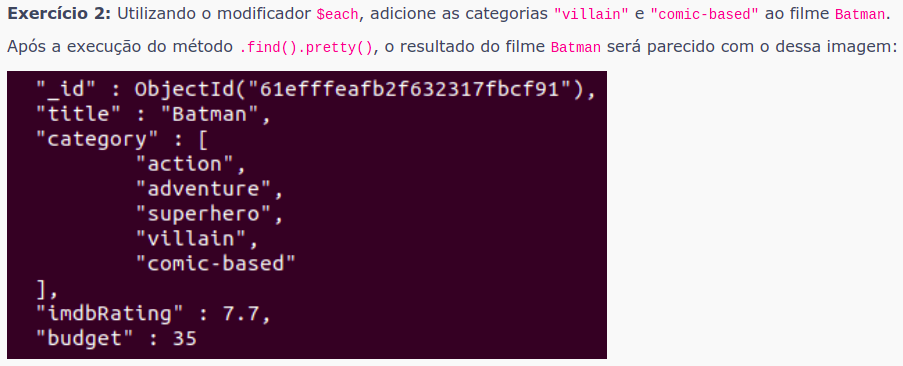 Exercício 2: Utilizando o modificador $each, adicione as categorias "villain" e "comic-based" ao filme Batman.
Após a execução do método .find().pretty(), o resultado do filme Batman será parecido com o dessa imagem:
"_id" : ObjectId("61efffeafb2f632317fbcf91"),
"title" : "Batman",
"category" : [
"action",
"adventure",
"superhero",
"villain",
"comic-based"
],
"imdbRating" : 7.7,
"budget" : 35